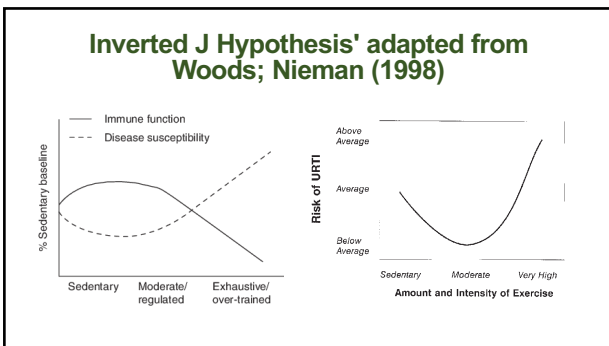 Inverted J Hypothesis' adapted from
Woods; Nieman (1998)
Immune function
Disease susceptibility
% Sedentary baseline
Sedentary
Moderate/
regulated
Exhaustive/
over-trained
Risk of URTI
Above
Average
Average
Below
Average
Sedentary
Moderate
Very High
Amount and Intensity of Exercise